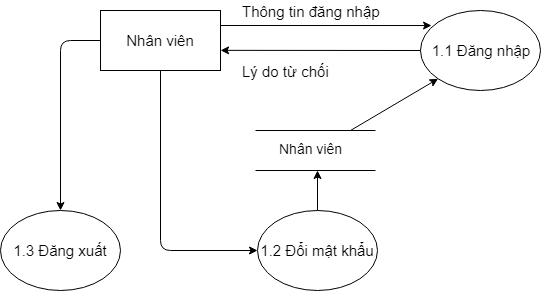 Thông tin đăng nhập
Nhân viên
1.1 Đăng nhập
Lý do từ chối
Nhân viên
1.3 Đăng xuất
1.2 Đổi mật khẩu